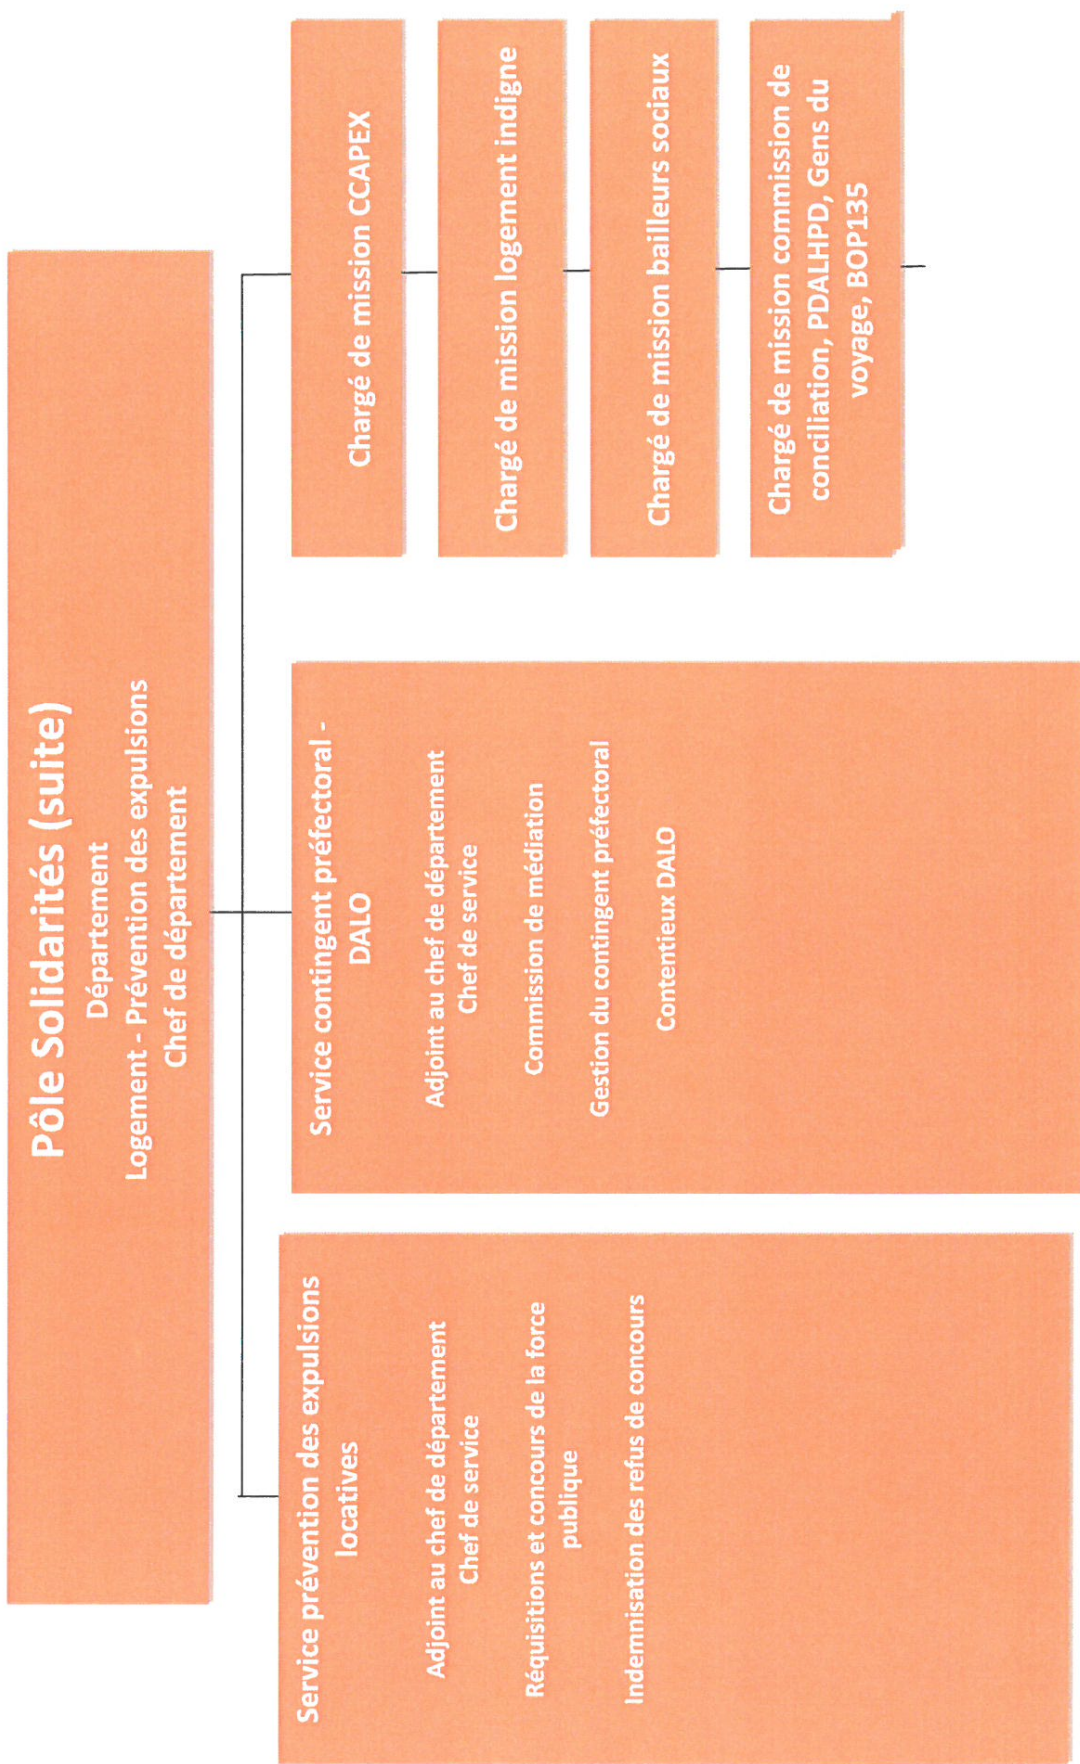 Pôle Solidarités (suite)
Département
Logement - Prévention des expulsions
Chef de département
Service prévention des expulsions
locatives
Adjoint au chef de département
Chef de service
Réquisitions et concours de la force
publique
Indemnisation des refus de concours
Service contingent préfectoral -
DALO
Adjoint au chef de département
Chef de service
Commission de médiation
Gestion du contingent préfectoral
Contentieux DALO
Chargé de mission CCAPEX
Chargé de mission logement indigne
Chargé de mission bailleurs sociaux
Chargé de mission commission de
conciliation, PDALHPD, Gens du
voyage, BOP135